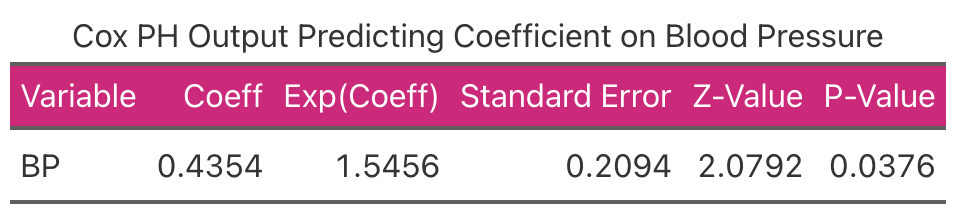 Cox PH Output Predicting Coefficient on Blood Pressure
Variable Coeff Exp(Coeff) Standard Error Z-Value P-Value
BP 0.4354 1.5456 0.2094 2.0792 0.0376